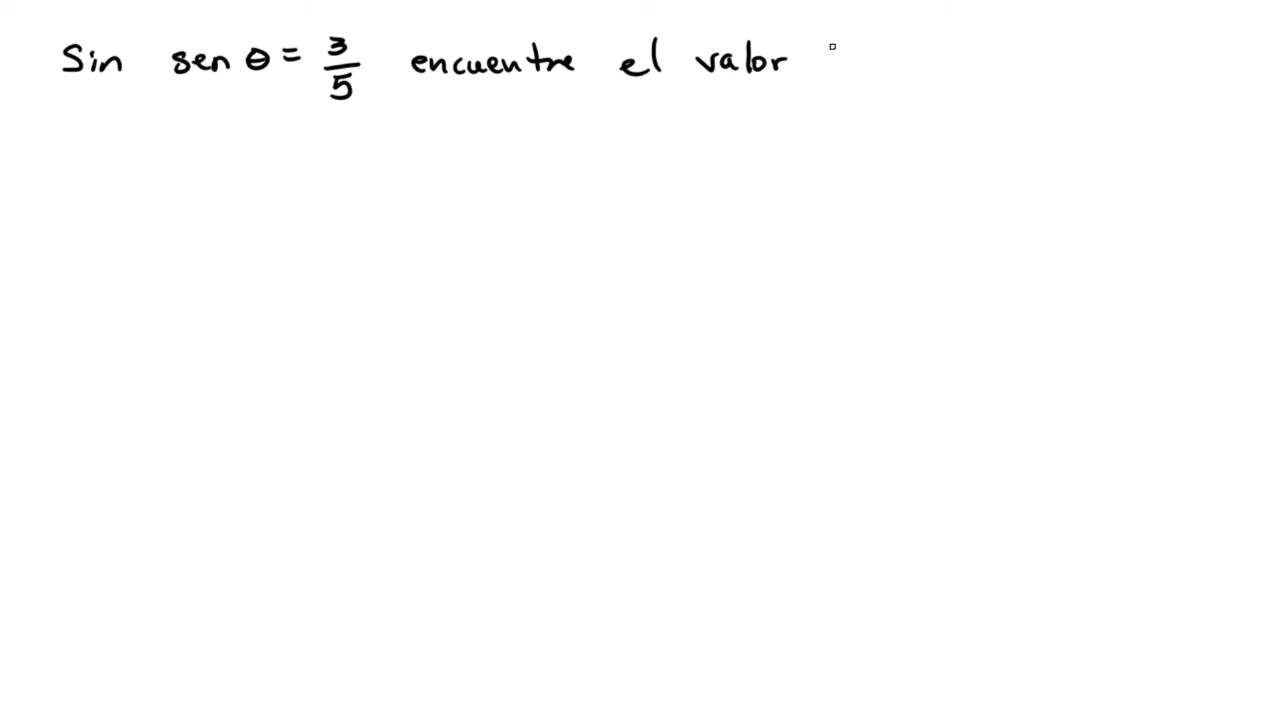 Sin sen θ = 3/5 encuentre el valor